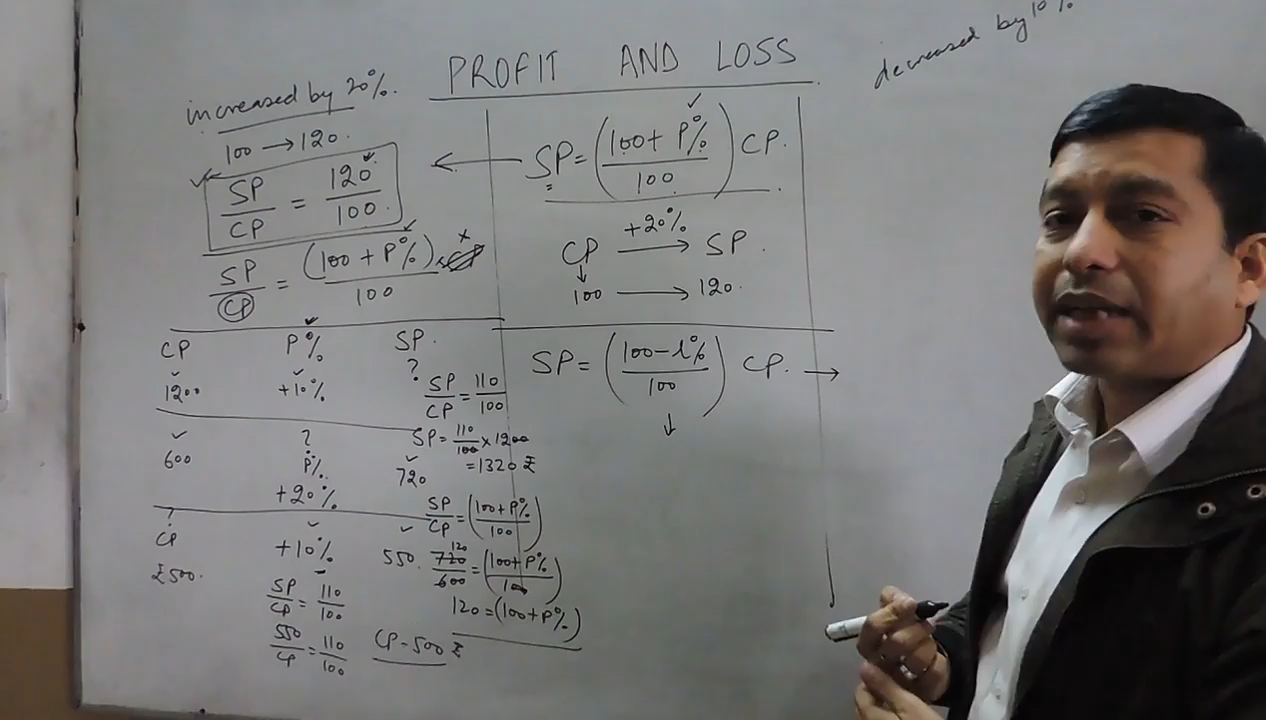 PROFIT AND LOSS
decreased by 10%
increased by 20%.
100 → 120.
SP/CP = 120/100.
SP/CP = (100 + P%)/100
SP = ((100 + P%)/100) CP.
CP +20% → SP.
100 → 120.
CP P% SP.
1200 +10% ?
SP/CP = 110/100
SP = 110/100 × 1200
= 1320 ₹
600 ? P% 720
+20%
SP/CP = ((100 + P%)/100)
720/600 = ((100 + P%)/100)
120
120 = (100 + P%)
? CP +10% 550.
₹500.
SP/CP = 110/100
550/CP = 110/100
CP - 500 ₹
SP = ((100 - l%)/100) CP. →